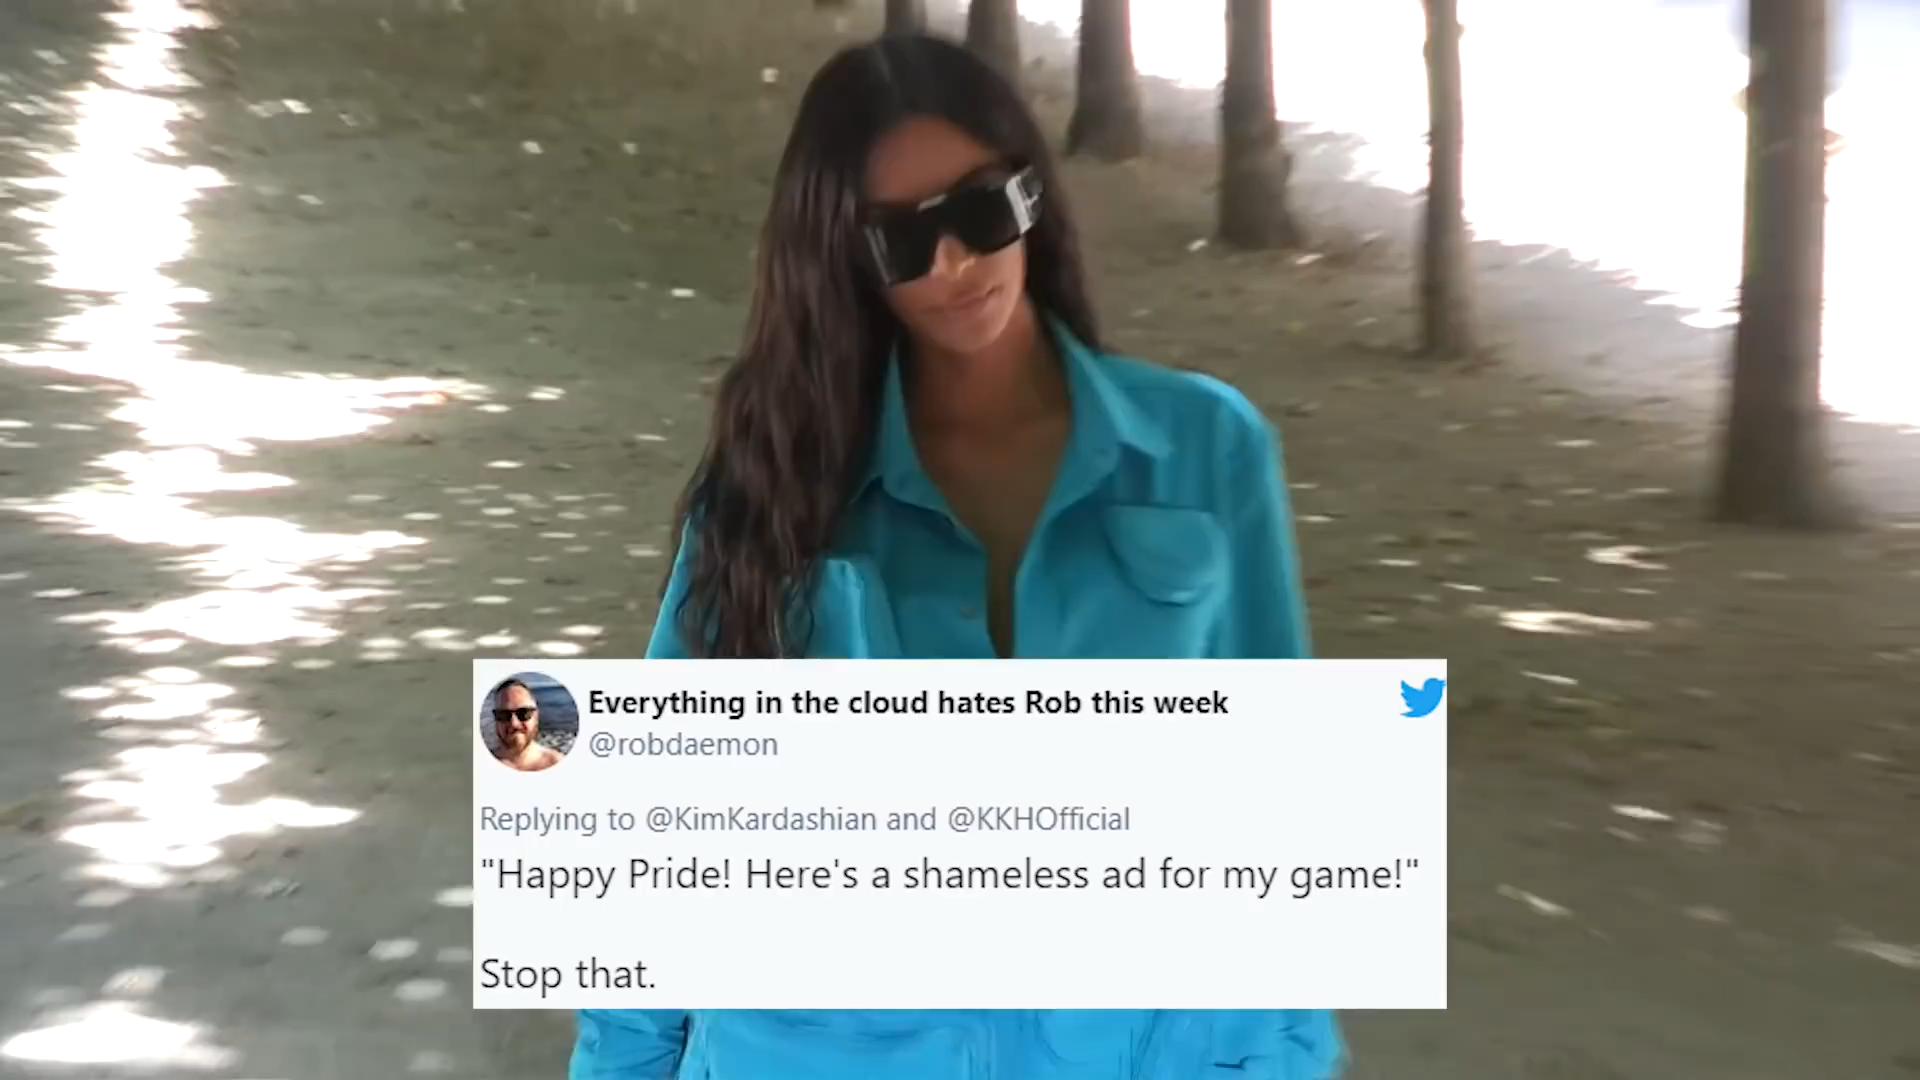 Everything in the cloud hates Rob this week
@robdaemon
Replying to @KimKardashian and @KKHOfficial
"Happy Pride! Here's a shameless ad for my game!"
Stop that.